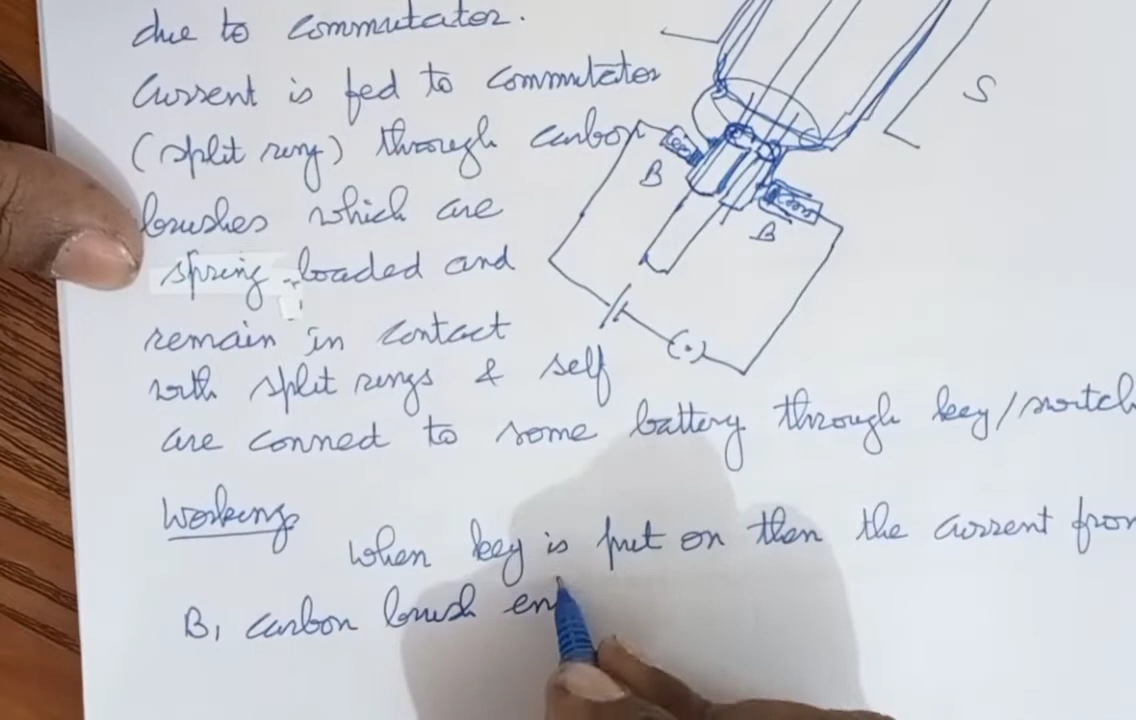 due to commutator.
Current is fed to commutator
(split ring) through carbon
brushes which are
spring-loaded and
remain in contact
with split rings & self
are conned to some battery through key/switch
Working
When key is put on then the current from
B1 carbon brush en
S
B
B